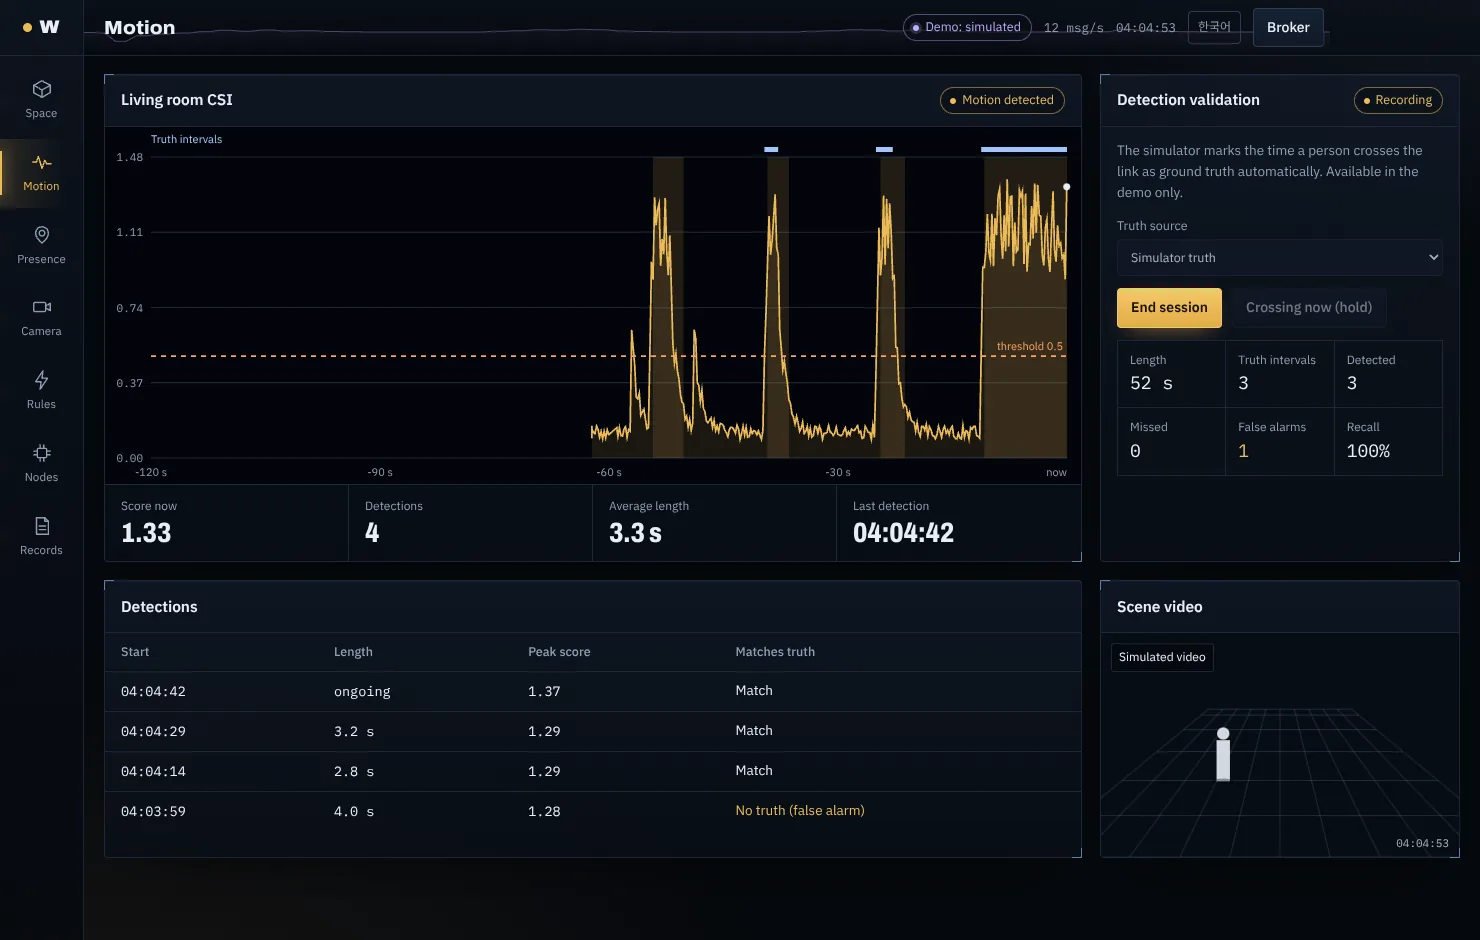 W
Motion
Demo: simulated
12 msg/s
04:04:53
한국어
Broker
Space
Motion
Presence
Camera
Rules
Nodes
Records
Living room CSI
Motion detected
Truth intervals
1.48
1.11
0.74
0.37
0.00
threshold 0.5
-120 s
-90 s
-60 s
-30 s
now
Score now
1.33
Detections
4
Average length
3.3 s
Last detection
04:04:42
Detection validation
Recording
The simulator marks the time a person crosses the
link as ground truth automatically. Available in the
demo only.
Truth source
Simulator truth
End session
Crossing now (hold)
Length
52 s
Truth intervals
3
Detected
3
Missed
0
False alarms
1
Recall
100%
Detections
Start Length Peak score Matches truth
04:04:42 ongoing 1.37 Match
04:04:29 3.2 s 1.29 Match
04:04:14 2.8 s 1.29 Match
04:03:59 4.0 s 1.28 No truth (false alarm)
Scene video
Simulated video
04:04:53